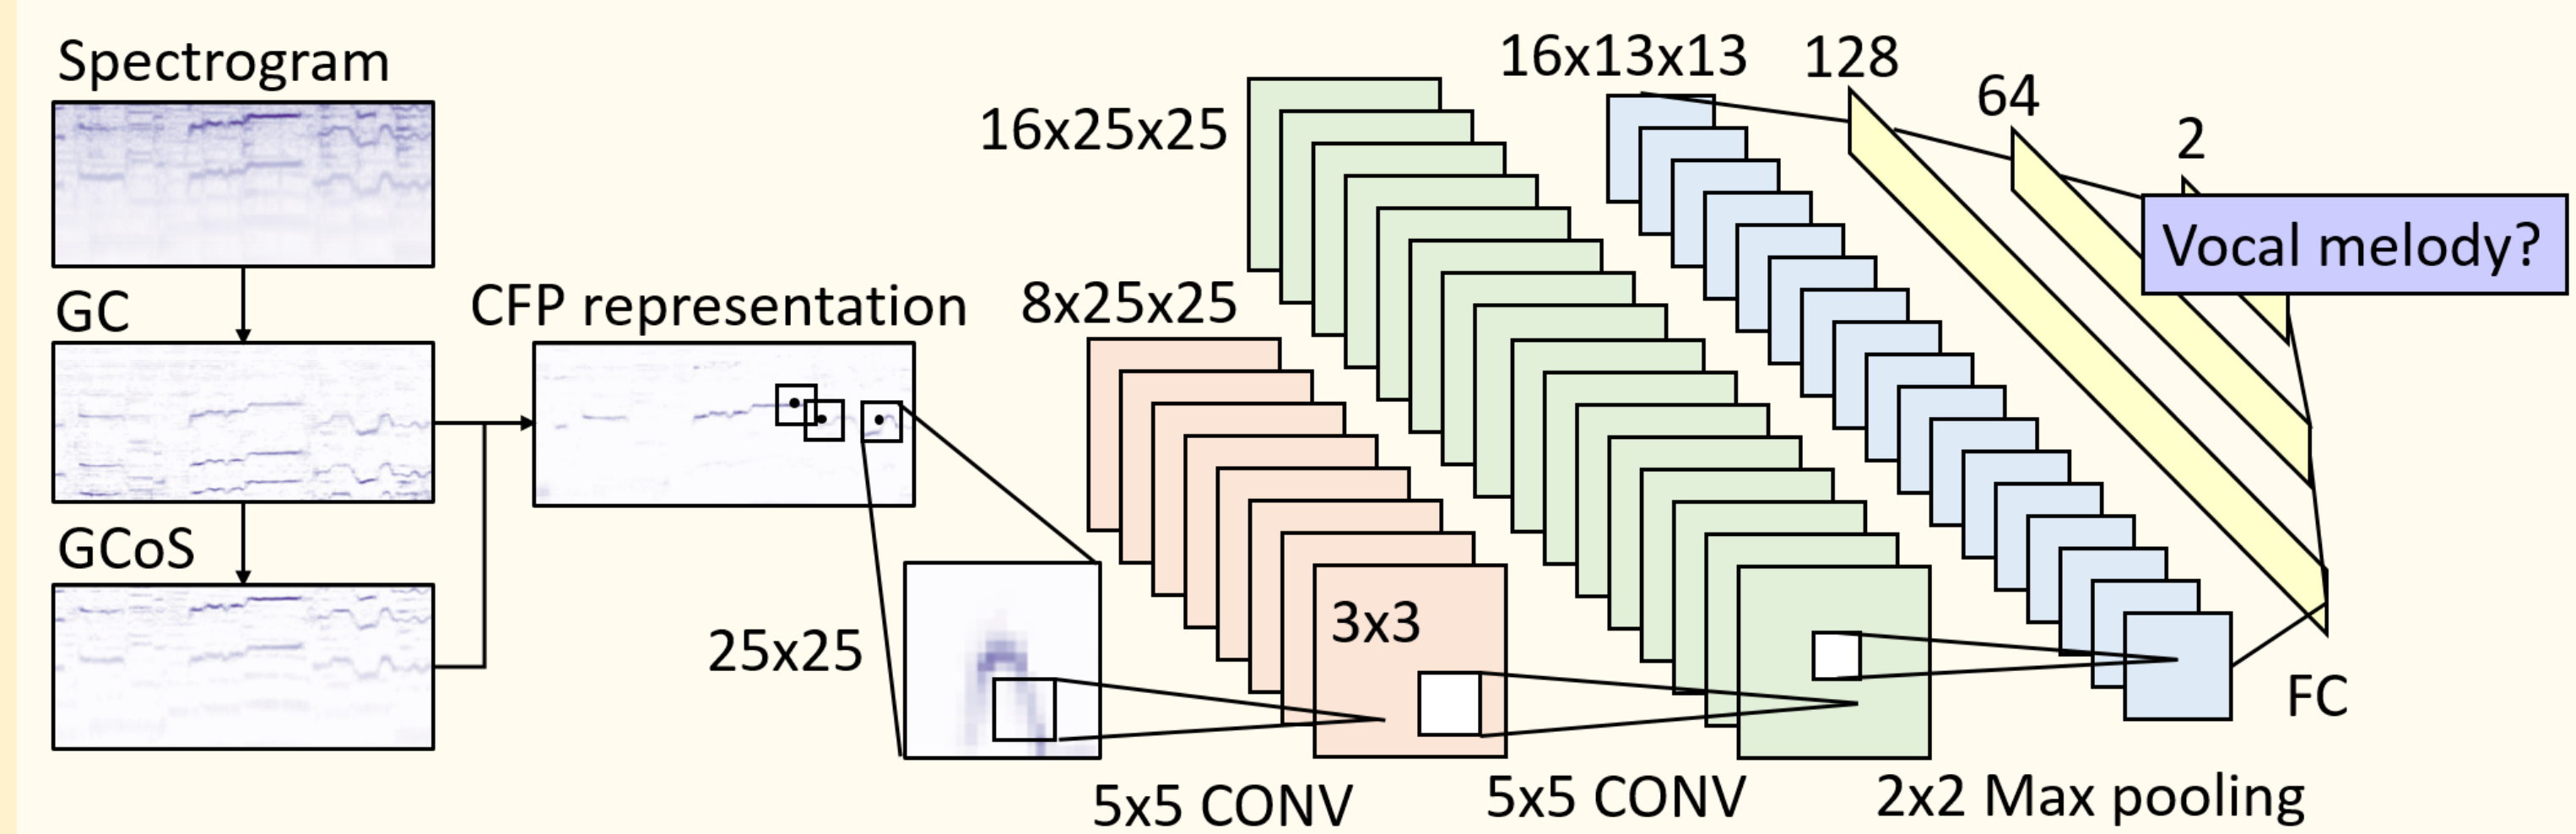 Spectrogram
GC
GCoS
CFP representation
25x25
8x25x25
16x25x25
16x13x13
128
64
2
Vocal melody?
3x3
5x5 CONV
5x5 CONV
2x2 Max pooling
FC